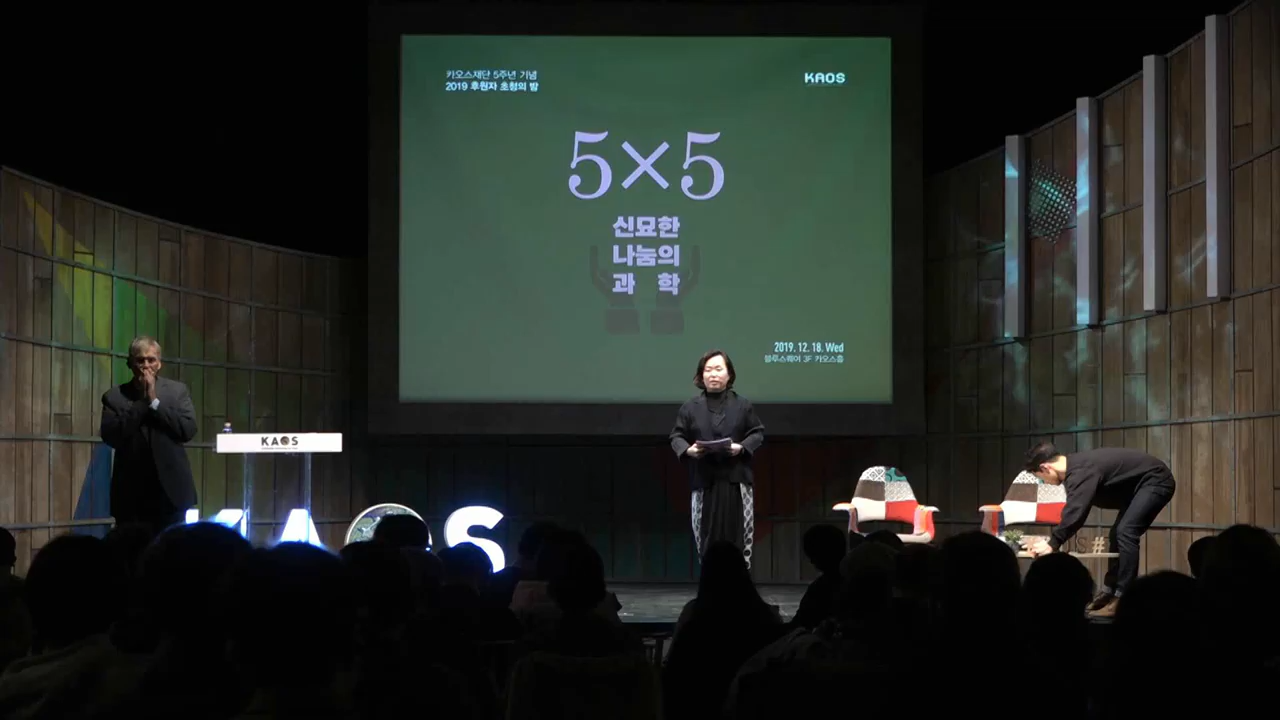 카오스재단 5주년 기념
2019 후원자 초청의 밤
KAOS
5×5
신묘한
나눔의
과 학
2019. 12. 18. Wed
블루스퀘어 3F 카오스홀
KAOS
KAOS